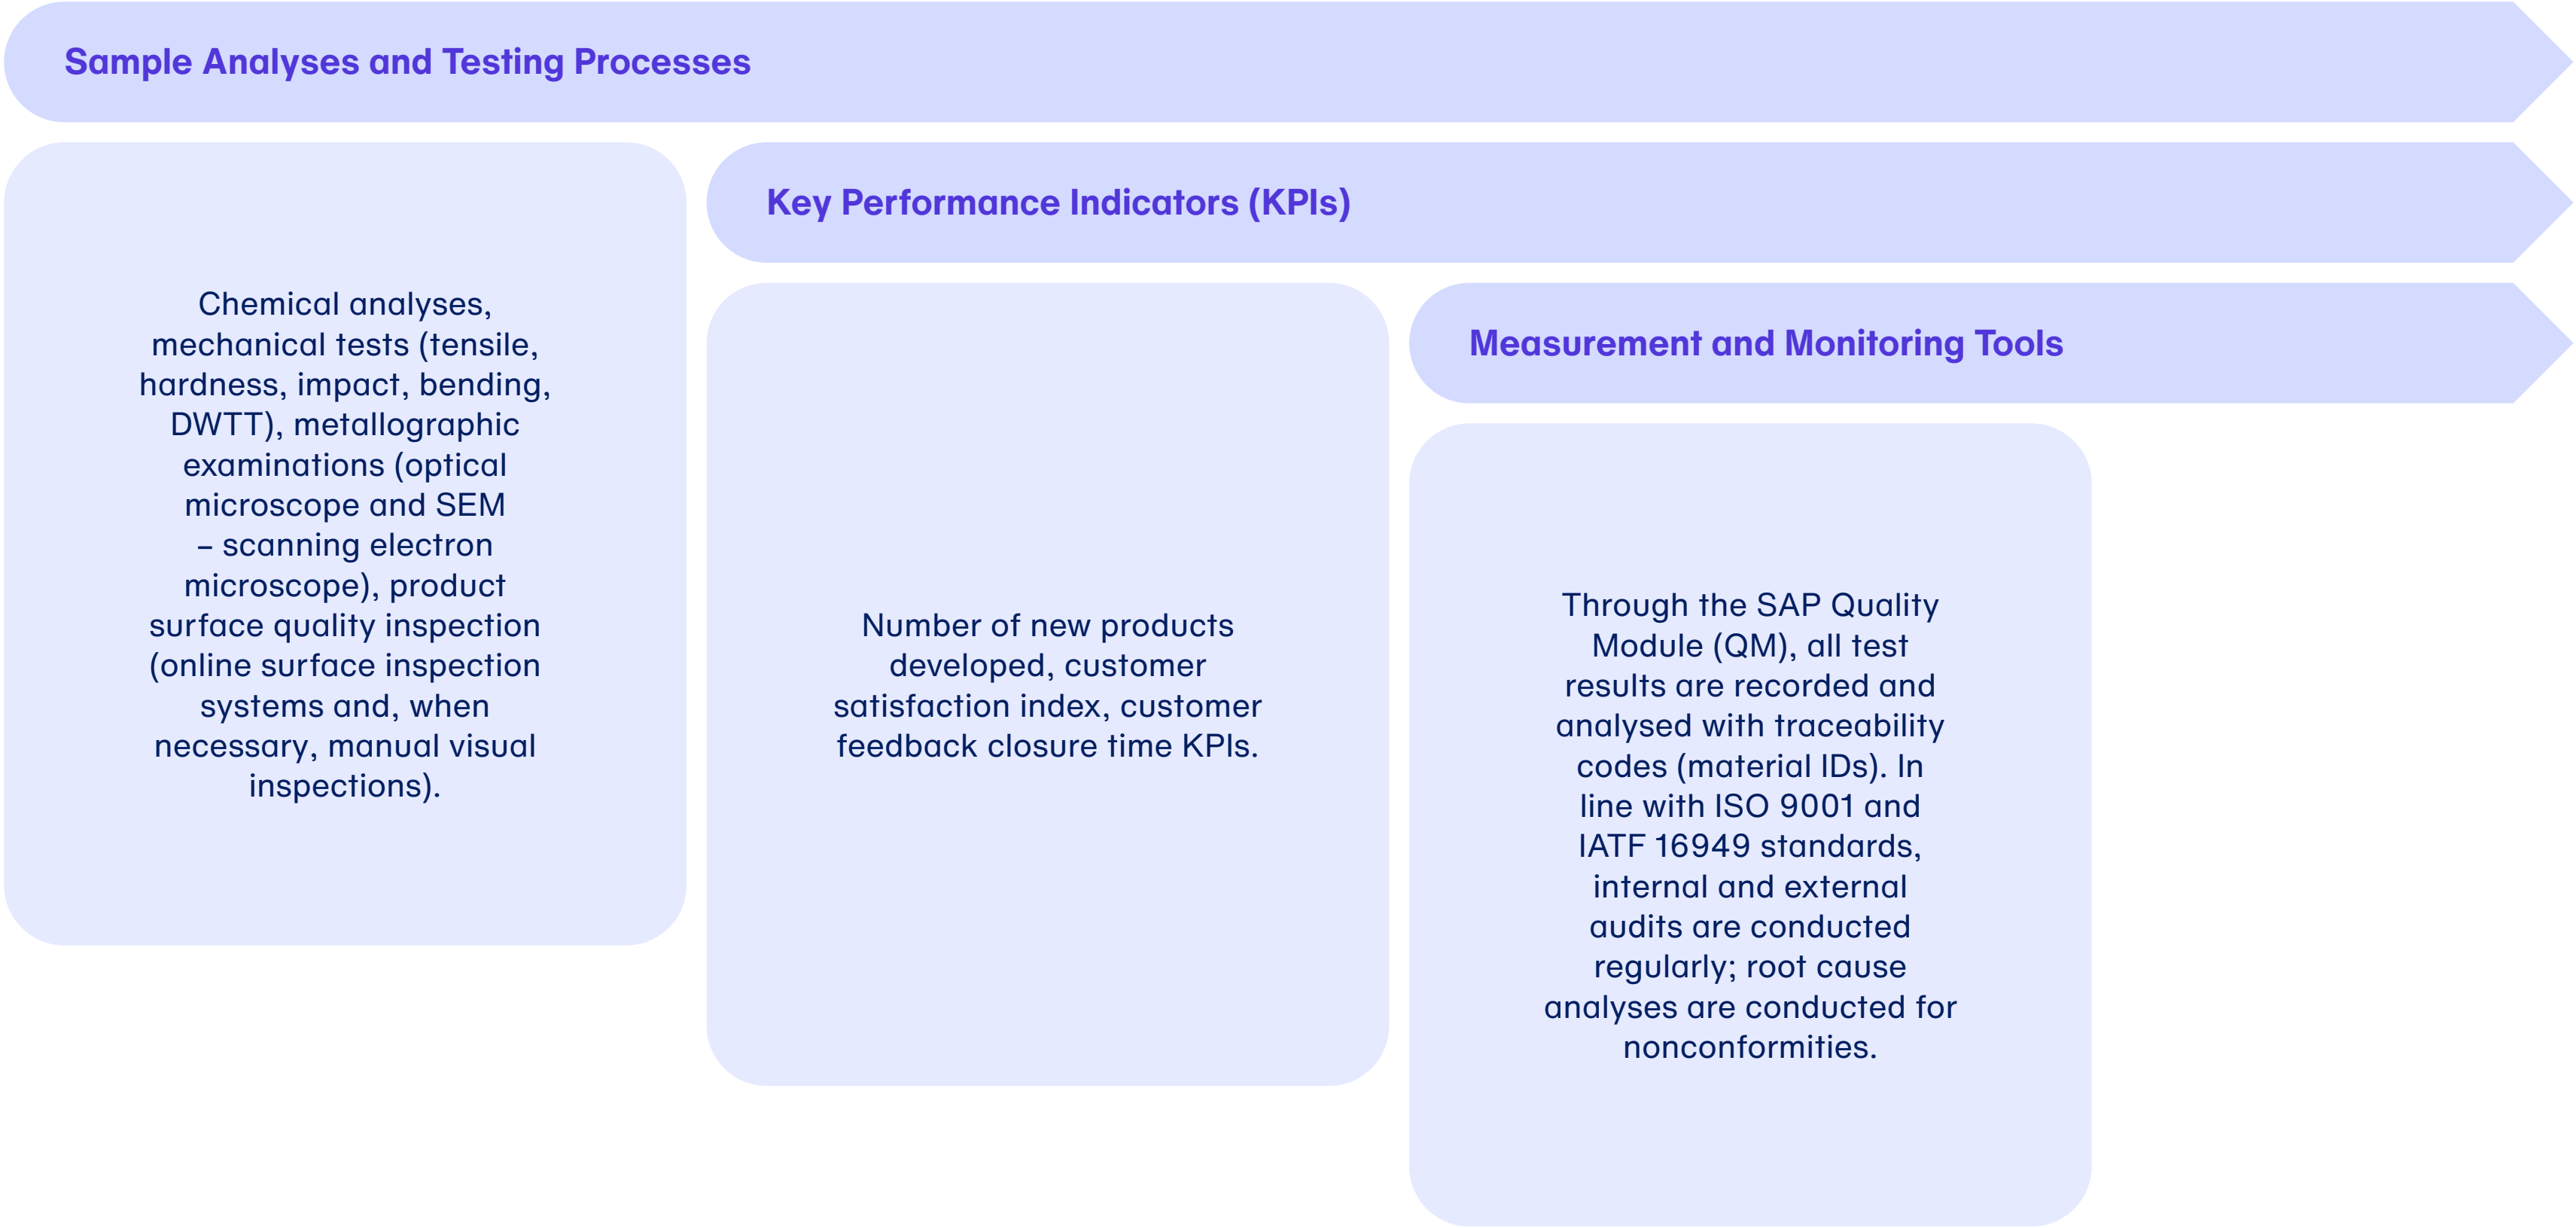 Sample Analyses and Testing Processes
Chemical analyses,
mechanical tests (tensile,
hardness, impact, bending,
DWTT), metallographic
examinations (optical
microscope and SEM
– scanning electron
microscope), product
surface quality inspection
(online surface inspection
systems and, when
necessary, manual visual
inspections).
Key Performance Indicators (KPIs)
Number of new products
developed, customer
satisfaction index, customer
feedback closure time KPIs.
Measurement and Monitoring Tools
Through the SAP Quality
Module (QM), all test
results are recorded and
analysed with traceability
codes (material IDs). In
line with ISO 9001 and
IATF 16949 standards,
internal and external
audits are conducted
regularly; root cause
analyses are conducted for
nonconformities.